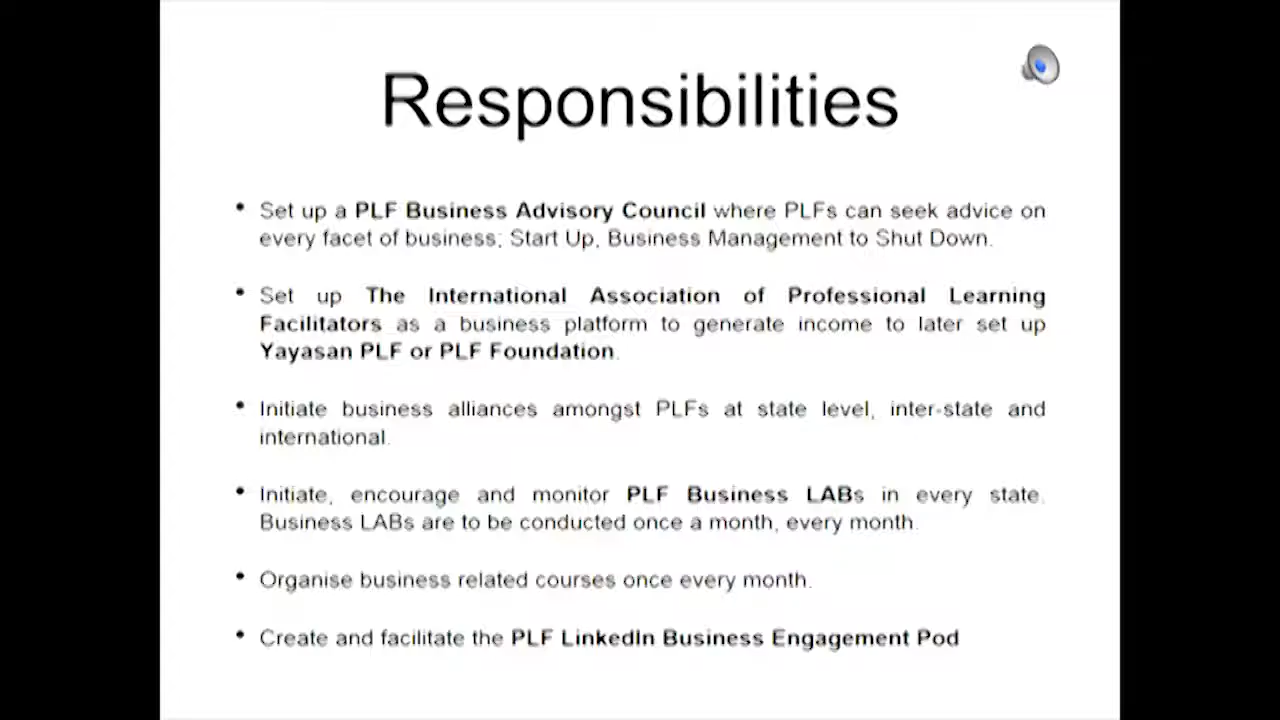 Responsibilities
• Set up a PLF Business Advisory Council where PLFs can seek advice on
every facet of business; Start Up, Business Management to Shut Down.
• Set up The International Association of Professional Learning
Facilitators as a business platform to generate income to later set up
Yayasan PLF or PLF Foundation.
• Initiate business alliances amongst PLFs at state level, inter-state and
international.
• Initiate, encourage and monitor PLF Business LABs in every state.
Business LABs are to be conducted once a month, every month.
• Organise business related courses once every month.
• Create and facilitate the PLF LinkedIn Business Engagement Pod